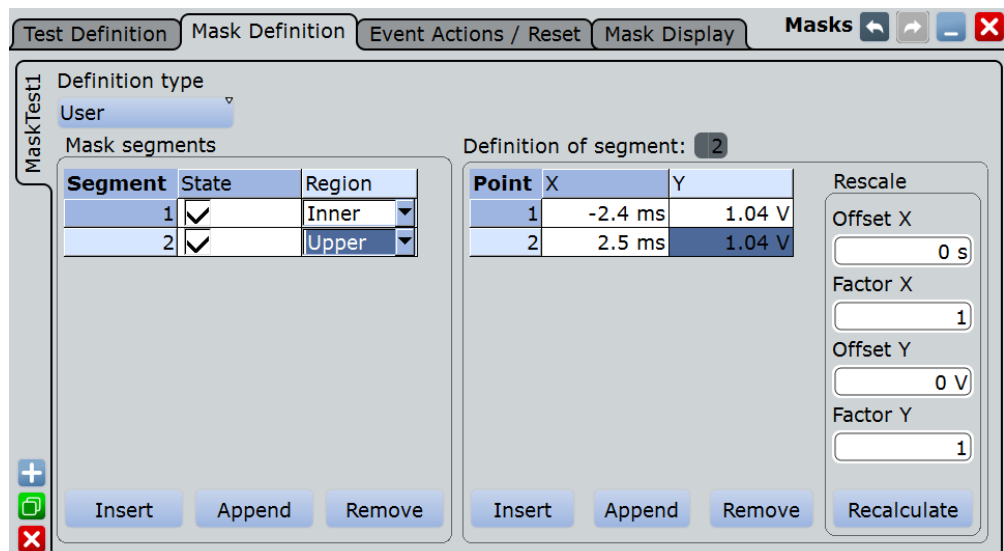 Test Definition Mask Definition Event Actions / Reset Mask Display Masks
MaskTest1
Definition type
User
Mask segments
Segment State Region
1 Inner
2 Upper
Insert Append Remove
Definition of segment: 2
Point X Y
1 -2.4 ms 1.04 V
2 2.5 ms 1.04 V
Insert Append Remove
Rescale
Offset X
0 s
Factor X
1
Offset Y
0 V
Factor Y
1
Recalculate